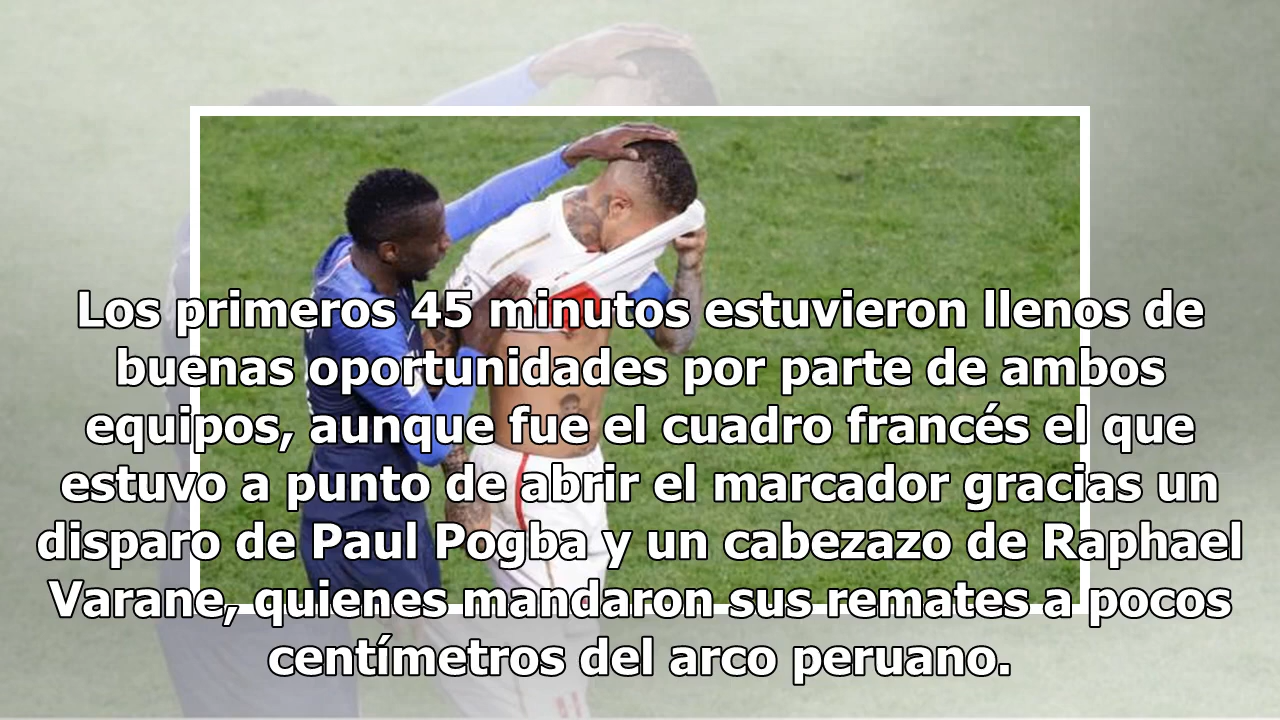 Los primeros 45 minutos estuvieron llenos de
buenas oportunidades por parte de ambos
equipos, aunque fue el cuadro francés el que
estuvo a punto de abrir el marcador gracias un
disparo de Paul Pogba y un cabezazo de Raphael
Varane, quienes mandaron sus remates a pocos
centímetros del arco peruano.